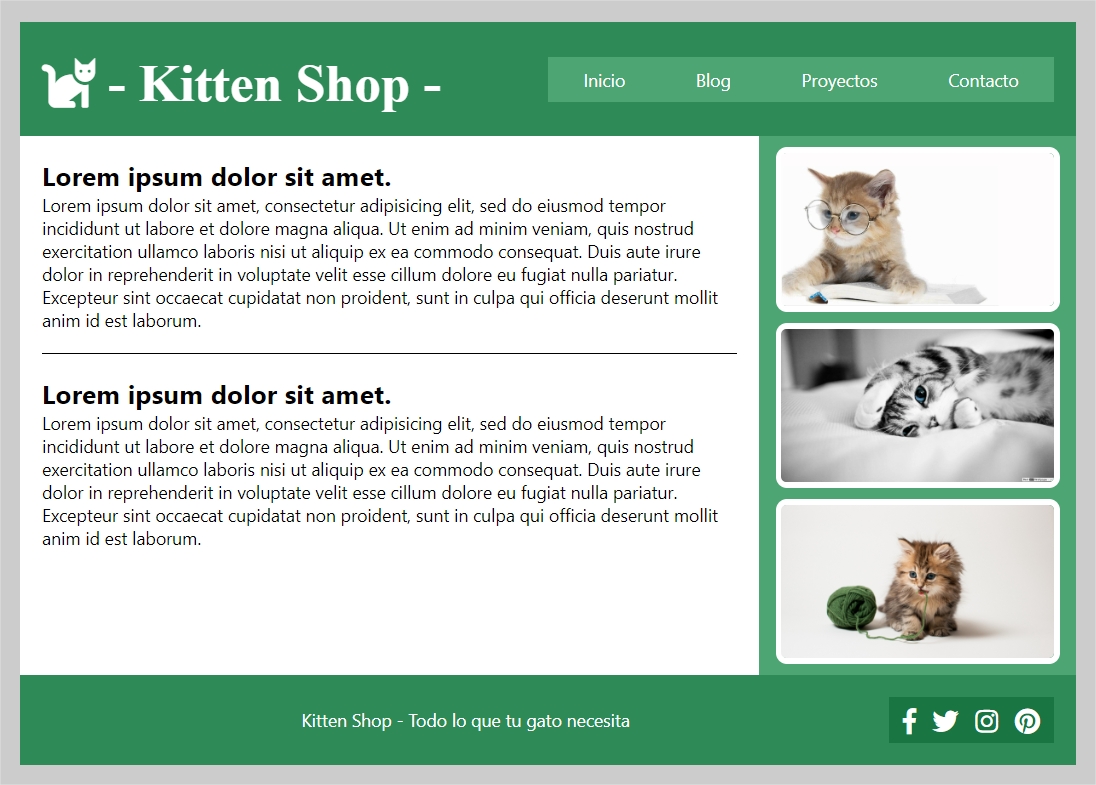 - Kitten Shop -
Inicio Blog Proyectos Contacto
Lorem ipsum dolor sit amet.
Lorem ipsum dolor sit amet, consectetur adipisicing elit, sed do eiusmod tempor
incididunt ut labore et dolore magna aliqua. Ut enim ad minim veniam, quis nostrud
exercitation ullamco laboris nisi ut aliquip ex ea commodo consequat. Duis aute irure
dolor in reprehenderit in voluptate velit esse cillum dolore eu fugiat nulla pariatur.
Excepteur sint occaecat cupidatat non proident, sunt in culpa qui officia deserunt mollit
anim id est laborum.
Lorem ipsum dolor sit amet.
Lorem ipsum dolor sit amet, consectetur adipisicing elit, sed do eiusmod tempor
incididunt ut labore et dolore magna aliqua. Ut enim ad minim veniam, quis nostrud
exercitation ullamco laboris nisi ut aliquip ex ea commodo consequat. Duis aute irure
dolor in reprehenderit in voluptate velit esse cillum dolore eu fugiat nulla pariatur.
Excepteur sint occaecat cupidatat non proident, sunt in culpa qui officia deserunt mollit
anim id est laborum.
Kitten Shop - Todo lo que tu gato necesita